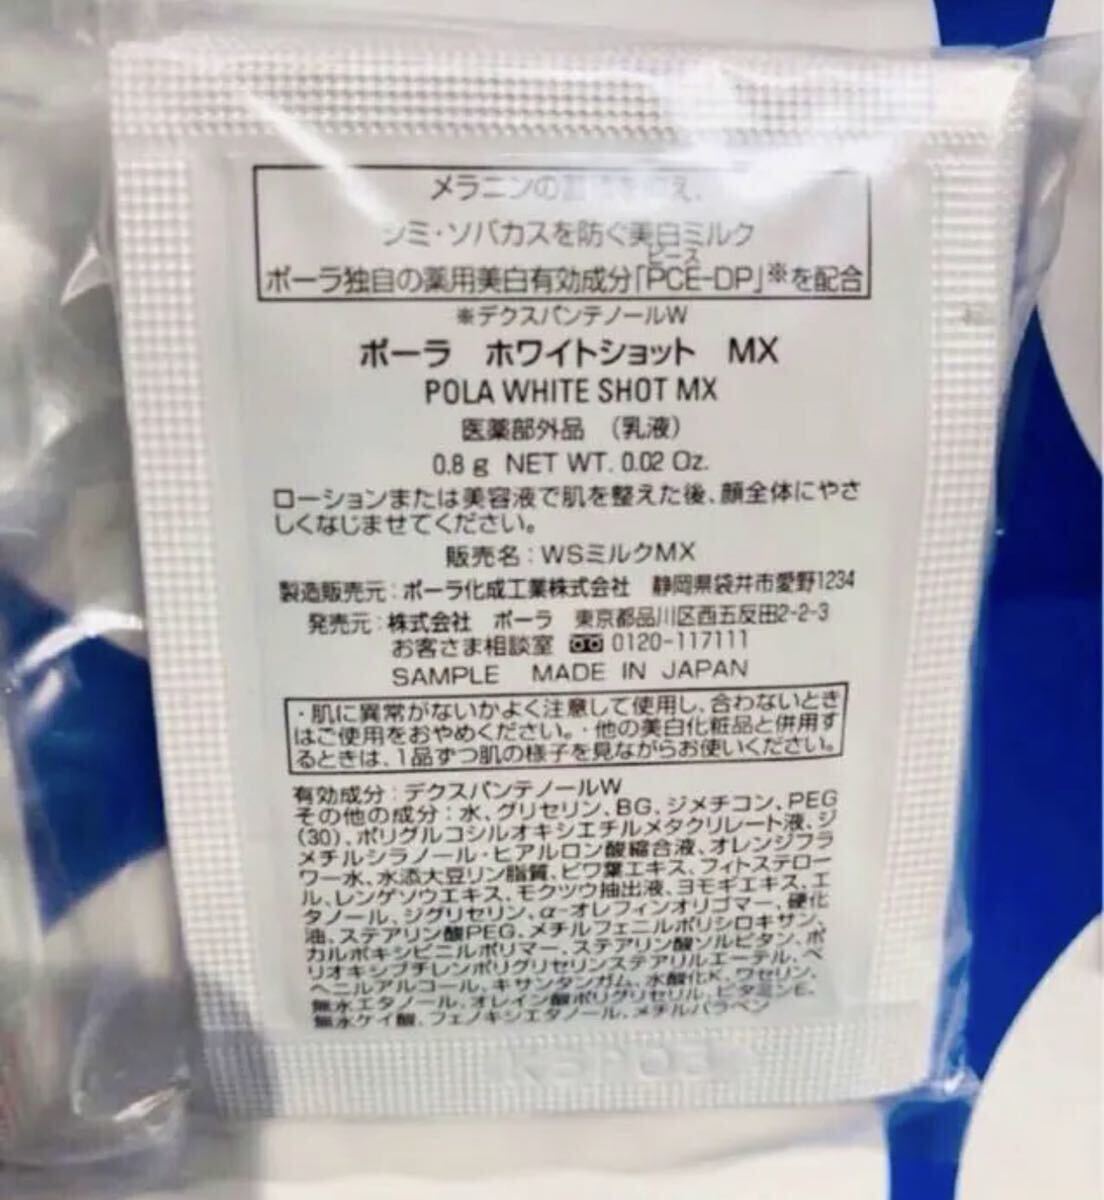 メラニンの蓄積を抑え、
シミ・ソバカスを防ぐ美白ミルク
ピース
ポーラ独自の薬用美白有効成分「PCE-DP」※を配合
※デクスパンテノールW
ポーラ ホワイトショット MX
POLA WHITE SHOT MX
医薬部外品 (乳液)
0.8g NET WT. 0.02 Oz.
ローションまたは美容液で肌を整えた後、顔全体にやさ
しくなじませてください。
販売名：WSミルクMX
製造販売元：ポーラ化成工業株式会社 静岡県袋井市愛野1234
発売元：株式会社 ポーラ 東京都品川区西五反田2-2-3
お客さま相談室 0120-117111
SAMPLE MADE IN JAPAN
・肌に異常がないかよく注意して使用し、合わないとき
はご使用をおやめください。・他の美白化粧品と併用す
るときは、1品ずつ肌の様子を見ながらお使いください。
有効成分：デクスパンテノールW
その他の成分：水、グリセリン、BG、ジメチコン、PEG
(30)、ポリグルコシルオキシエチルメタクリレート液、ジ
メチルシラノール・ヒアルロン酸縮合液、オレンジフラ
ワー水、水添大豆リン脂質、ビワ葉エキス、フィトステロー
ル、レンゲソウエキス、モクツウ抽出液、ヨモギエキス、エ
タノール、ジグリセリン、α-オレフィンオリゴマー、硬化
油、ステアリン酸PEG、メチルフェニルポリシロキサン、
カルボキシビニルポリマー、ステアリン酸ソルビタン、ポ
リオキシブチレンポリグリセリンステアリルエーテル、ベ
ヘニルアルコール、キサンタンガム、水酸化K、ワセリン、
無水エタノール、オレイン酸ポリグリセリル、ビタミンE、
無水ケイ酸、フェノキシエタノール、メチルパラベン